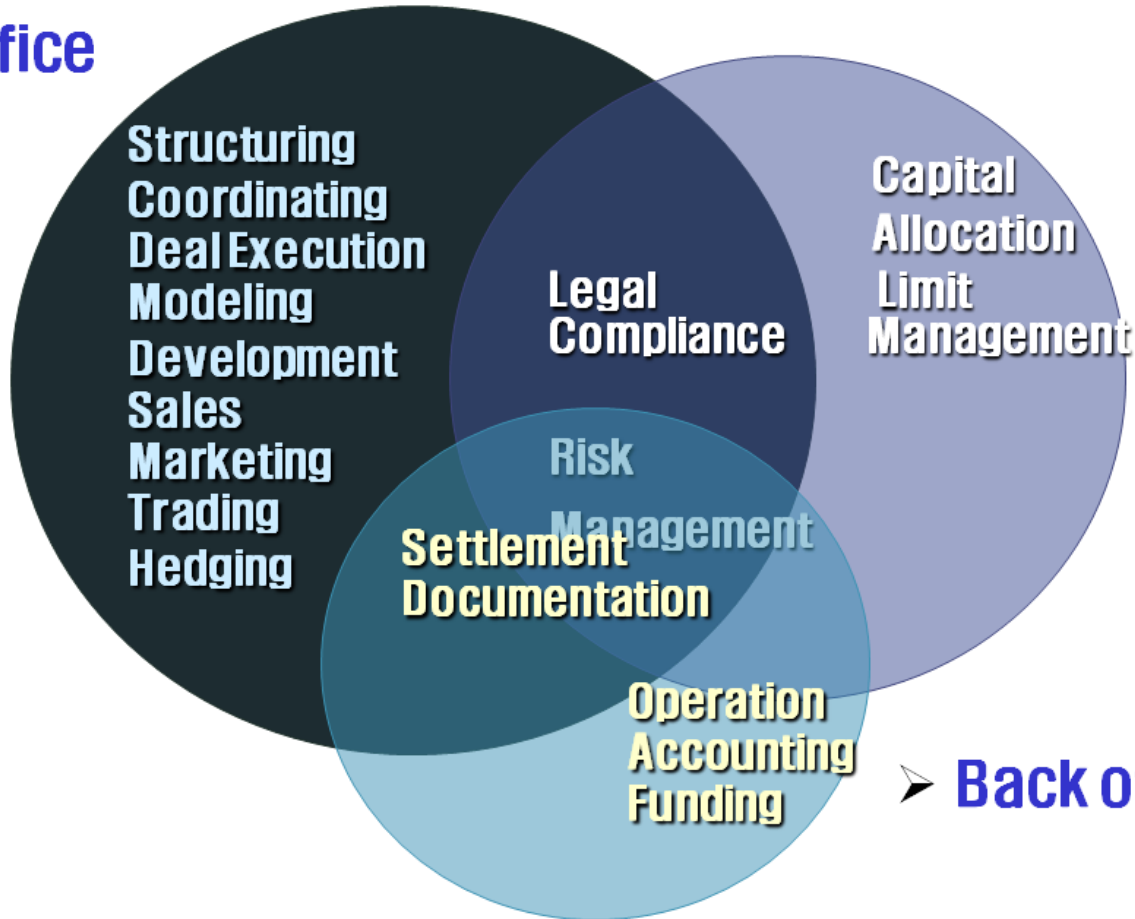 fice
Structuring
Coordinating
Deal Execution
Modeling
Development
Sales
Marketing
Trading
Hedging
Legal
Compliance
Capital
Allocation
Limit
Management
Risk
Management
Settlement
Documentation
Operation
Accounting
Funding
➢ Back o